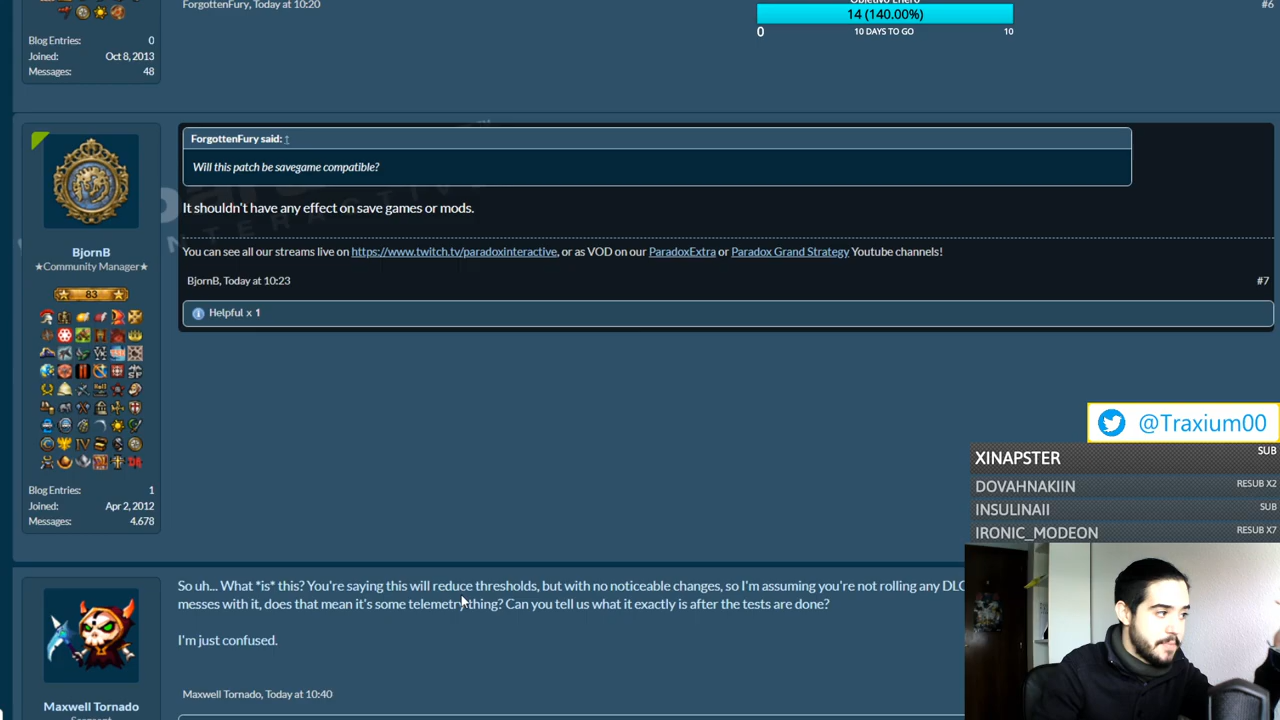 ForgottenFury, Today at 10:20
#6
Objetivo Enero
14 (140.00%)
0
10 DAYS TO GO
10
Blog Entries: 0
Joined: Oct 8, 2013
Messages: 48
ForgottenFury said: ↑
Will this patch be savegame compatible?
It shouldn't have any effect on save games or mods.
You can see all our streams live on https://www.twitch.tv/paradoxinteractive, or as VOD on our ParadoxExtra or Paradox Grand Strategy Youtube channels!
BjornB, Today at 10:23
#7
Helpful x 1
BjornB
★Community Manager★
83
Blog Entries: 1
Joined: Apr 2, 2012
Messages: 4.678
@Traxium00
XINAPSTER SUB
DOVAHNAKIIN RESUB X2
INSULINAII SUB
IRONIC_MODEON RESUB X7
So uh... What *is* this? You're saying this will reduce thresholds, but with no noticeable changes, so I'm assuming you're not rolling any DLC
messes with it, does that mean it's some telemetry thing? Can you tell us what it exactly is after the tests are done?
I'm just confused.
Maxwell Tornado, Today at 10:40
Maxwell Tornado
Sergeant